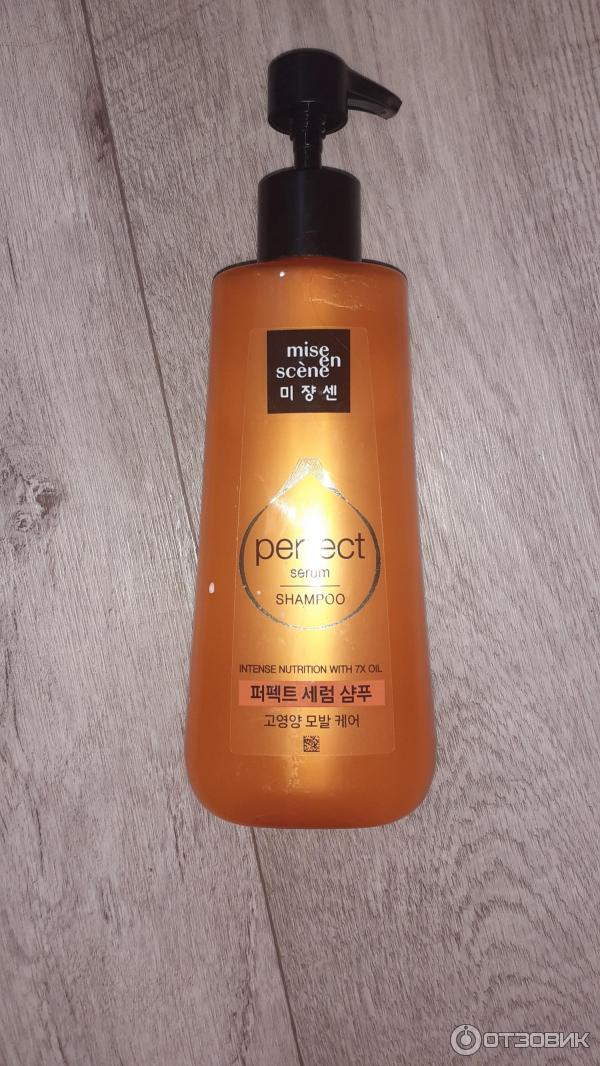 mise
en
scène
미쟝센
perfect
serum
SHAMPOO
INTENSE NUTRITION WITH 7X OIL
퍼펙트 세럼 샴푸
고영양 모발 케어
ОТЗОВИК